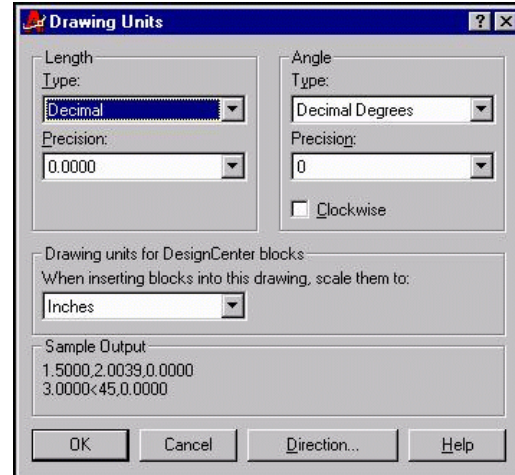 Drawing Units
Length
Type:
Decimal
Precision:
0.0000
Angle
Type:
Decimal Degrees
Precision:
0
Clockwise
Drawing units for DesignCenter blocks
When inserting blocks into this drawing, scale them to:
Inches
Sample Output
1.5000,2.0039,0.0000
3.0000<45,0.0000
OK
Cancel
Direction...
Help